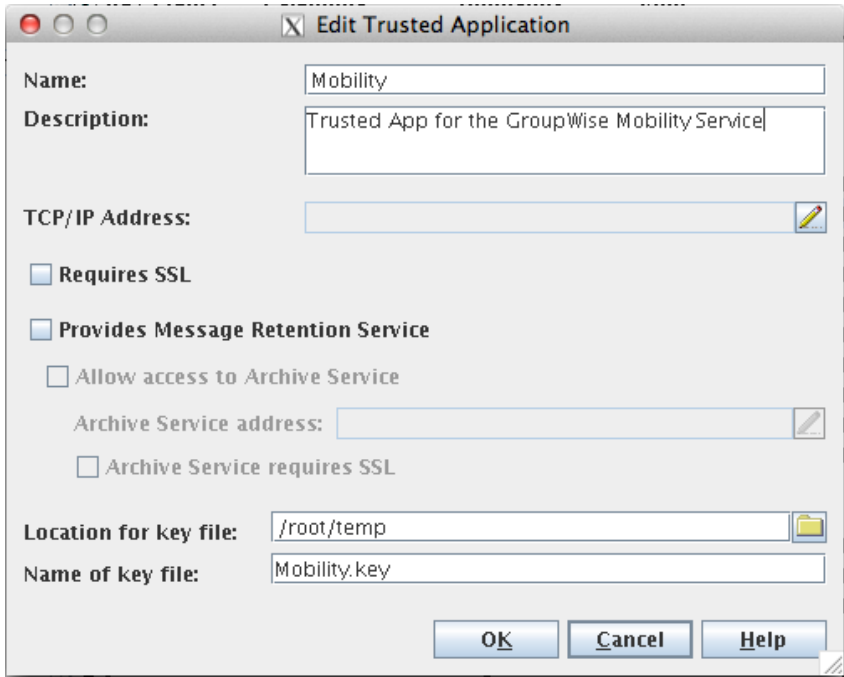 Edit Trusted Application
Name: Mobility
Description: Trusted App for the GroupWise Mobility Service
TCP/IP Address:
Requires SSL
Provides Message Retention Service
Allow access to Archive Service
Archive Service address:
Archive Service requires SSL
Location for key file: /root/temp
Name of key file: Mobility.key
OK Cancel Help